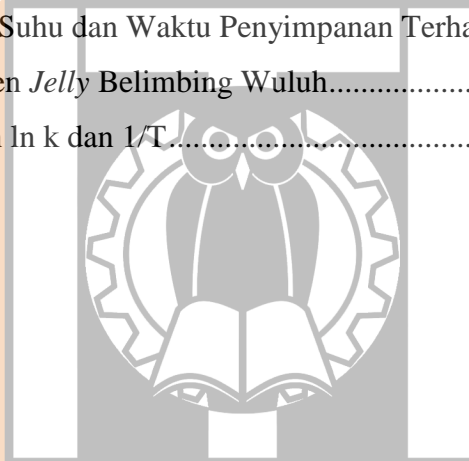 Suhu dan Waktu Penyimpanan Terha
en Jelly Belimbing Wuluh....................
ln k dan 1/T....................................